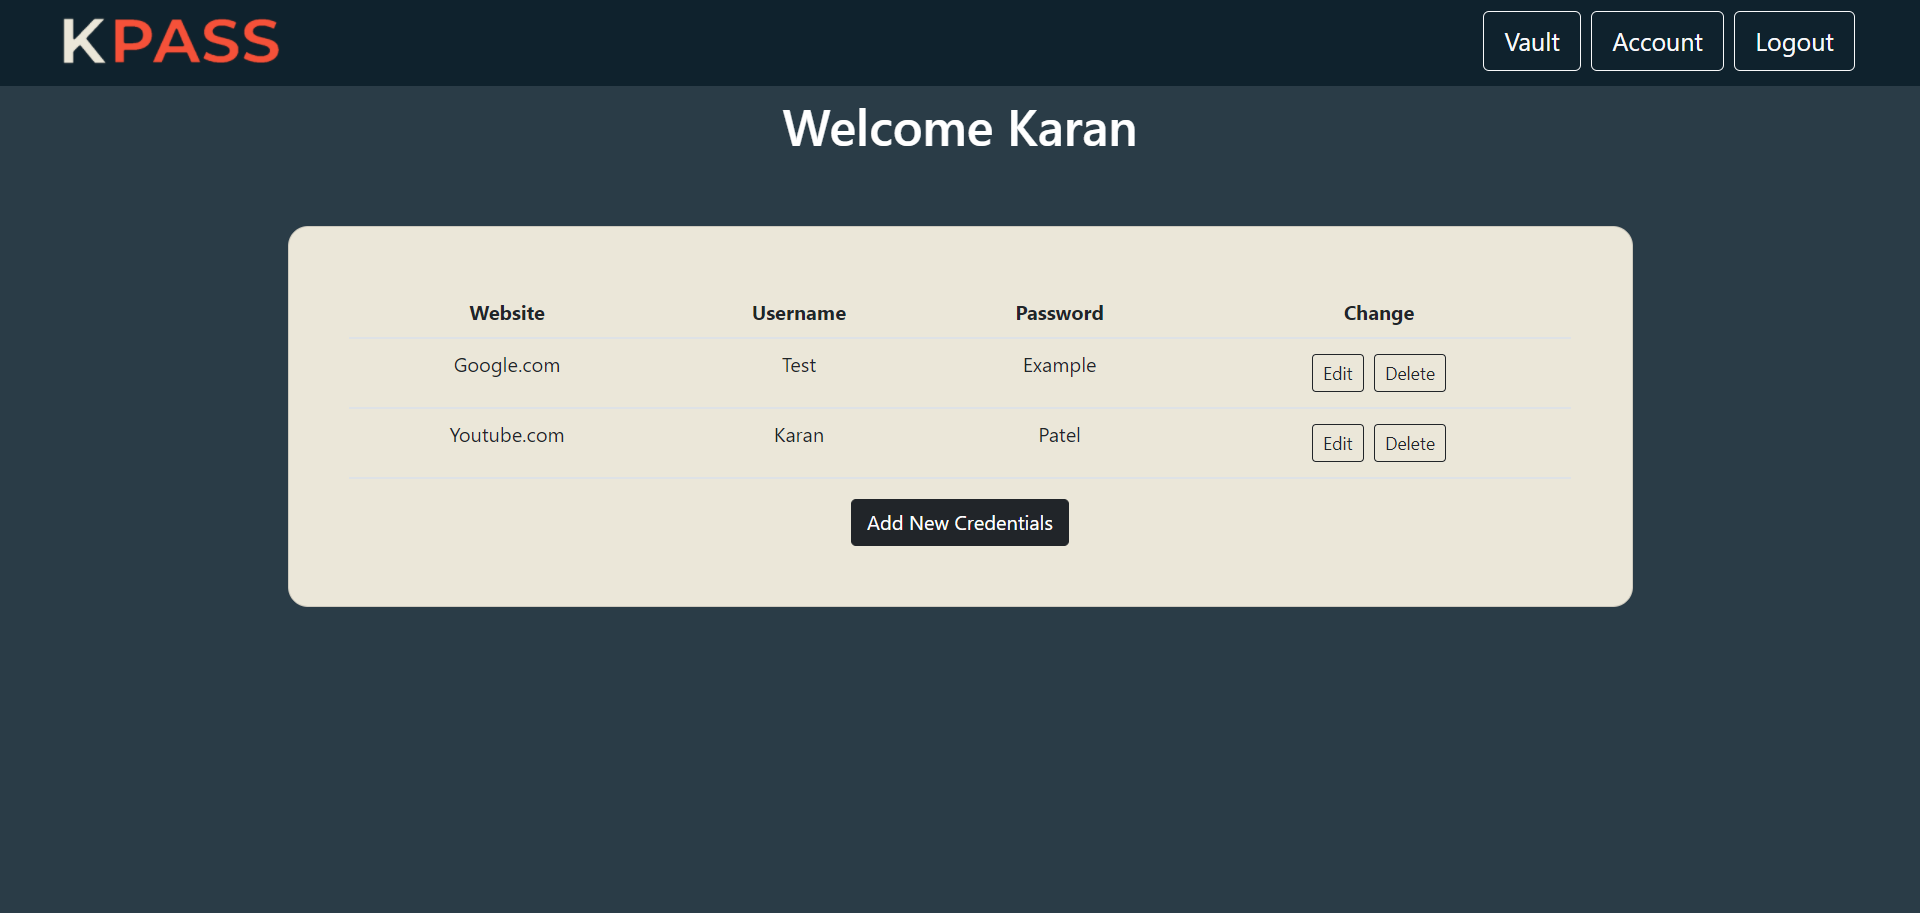 KPASS
Vault Account Logout
Welcome Karan
Website Username Password Change
Google.com Test Example Edit Delete
Youtube.com Karan Patel Edit Delete
Add New Credentials